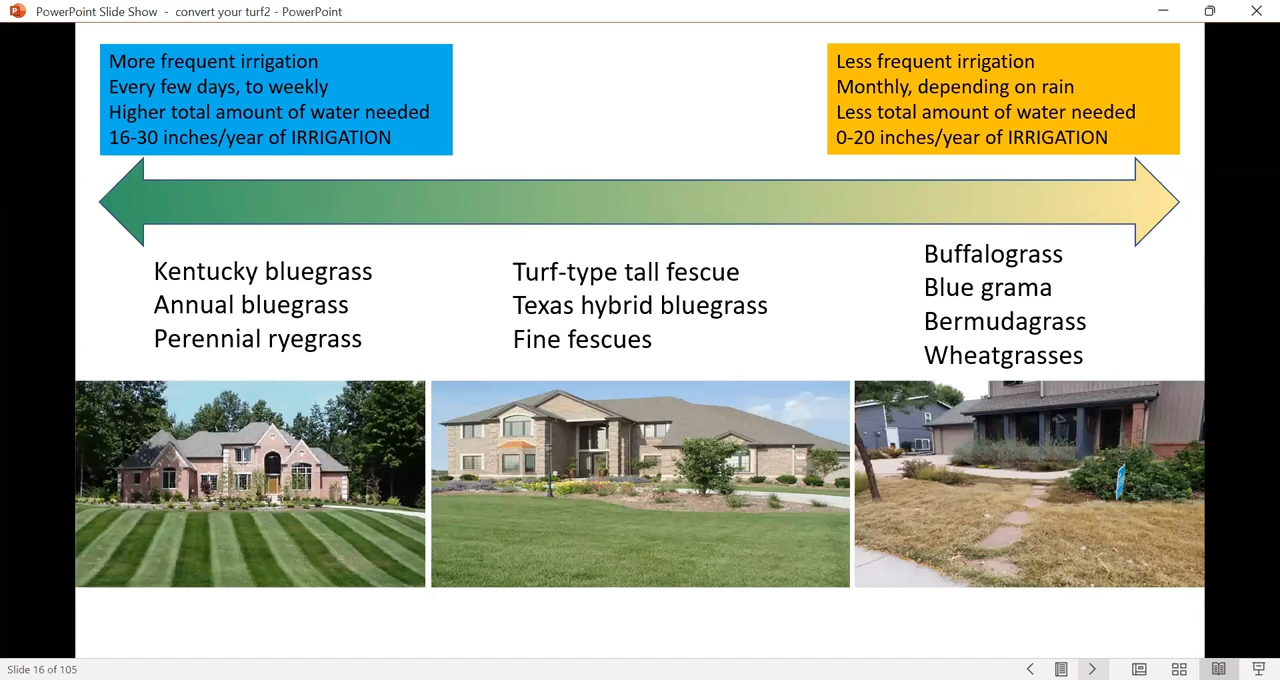 PowerPoint Slide Show - convert your turf2 - PowerPoint
More frequent irrigation
Every few days, to weekly
Higher total amount of water needed
16-30 inches/year of IRRIGATION
Less frequent irrigation
Monthly, depending on rain
Less total amount of water needed
0-20 inches/year of IRRIGATION
Kentucky bluegrass
Annual bluegrass
Perennial ryegrass
Turf-type tall fescue
Texas hybrid bluegrass
Fine fescues
Buffalograss
Blue grama
Bermudagrass
Wheatgrasses
Slide 16 of 105